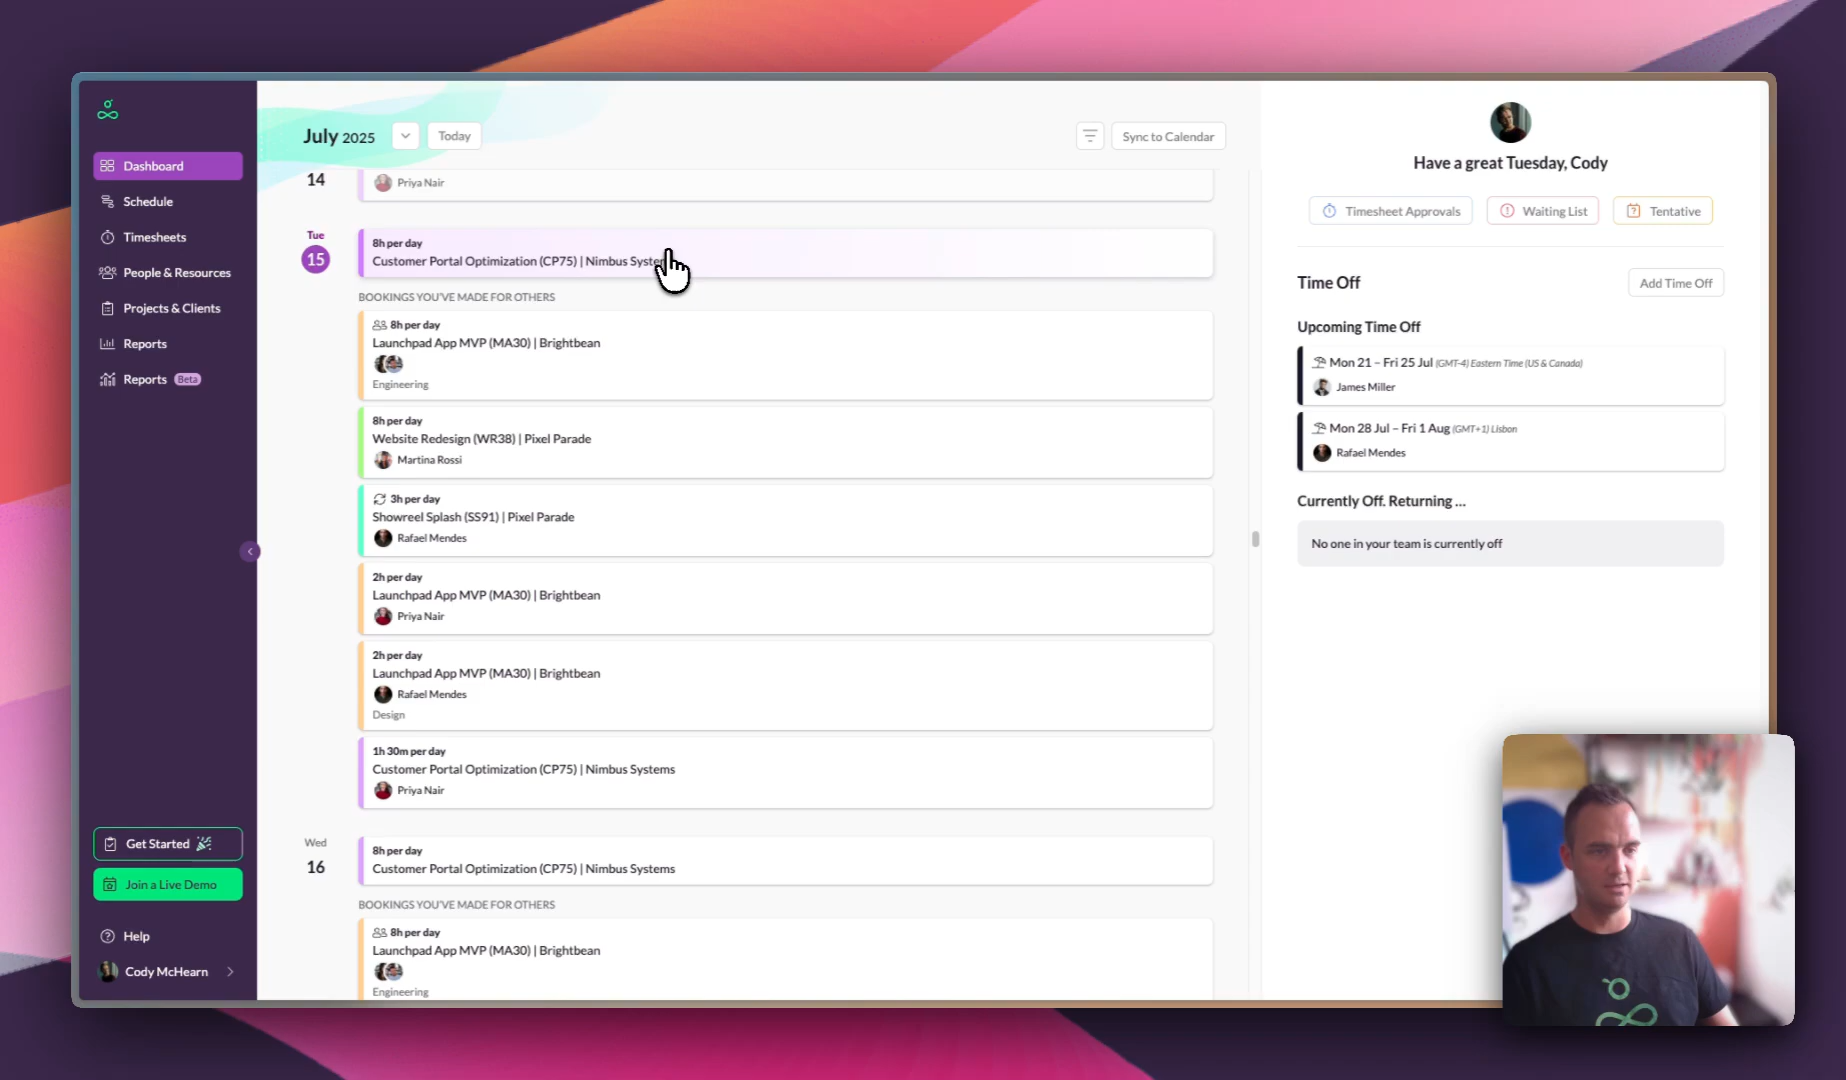 Dashboard
Schedule
Timesheets
People & Resources
Projects & Clients
Reports
Reports Beta
Get Started
Join a Live Demo
Help
Cody McHearn
July 2025
Today
Sync to Calendar
14
Priya Nair
Tue
15
8h per day
Customer Portal Optimization (CP75) | Nimbus Systems
BOOKINGS YOU'VE MADE FOR OTHERS
8h per day
Launchpad App MVP (MA30) | Brightbean
Engineering
8h per day
Website Redesign (WR38) | Pixel Parade
Martina Rossi
3h per day
Showreel Splash (SS91) | Pixel Parade
Rafael Mendes
2h per day
Launchpad App MVP (MA30) | Brightbean
Priya Nair
2h per day
Launchpad App MVP (MA30) | Brightbean
Rafael Mendes
Design
1h 30m per day
Customer Portal Optimization (CP75) | Nimbus Systems
Priya Nair
Wed
16
8h per day
Customer Portal Optimization (CP75) | Nimbus Systems
BOOKINGS YOU'VE MADE FOR OTHERS
8h per day
Launchpad App MVP (MA30) | Brightbean
Engineering
Have a great Tuesday, Cody
Timesheet Approvals
Waiting List
Tentative
Time Off
Add Time Off
Upcoming Time Off
Mon 21 – Fri 25 Jul (GMT-4) Eastern Time (US & Canada)
James Miller
Mon 28 Jul – Fri 1 Aug (GMT+1) Lisbon
Rafael Mendes
Currently Off. Returning ...
No one in your team is currently off